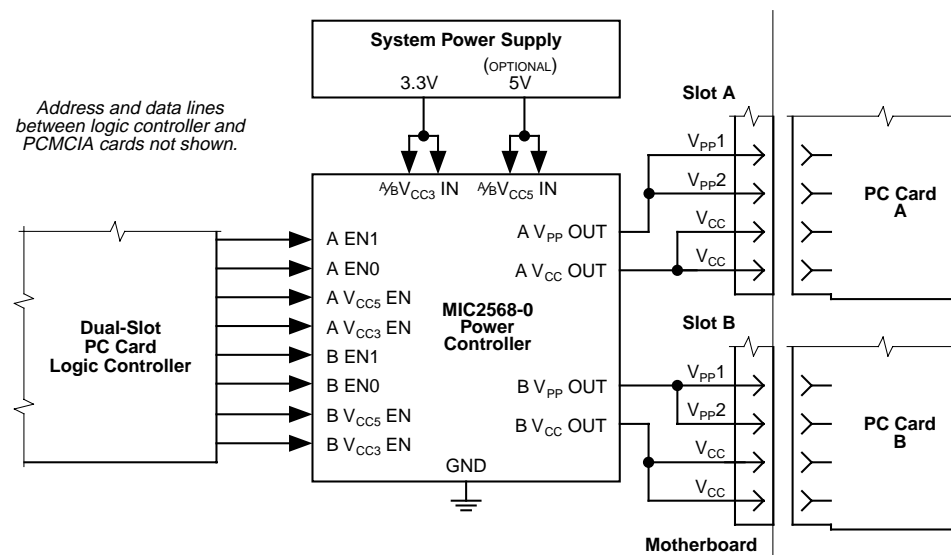 System Power Supply
(OPTIONAL)
3.3V 5V
Address and data lines
between logic controller and
PCMCIA cards not shown.
A/BVCC3 IN A/BVCC5 IN
Slot A
VPP1
VPP2
VCC
VCC
PC Card
A
Dual-Slot
PC Card
Logic Controller
A EN1
A EN0
A VCC5 EN
A VCC3 EN
B EN1
B EN0
B VCC5 EN
B VCC3 EN
MIC2568-0
Power
Controller
A VPP OUT
A VCC OUT
B VPP OUT
B VCC OUT
GND
Slot B
VPP1
VPP2
VCC
VCC
PC Card
B
Motherboard